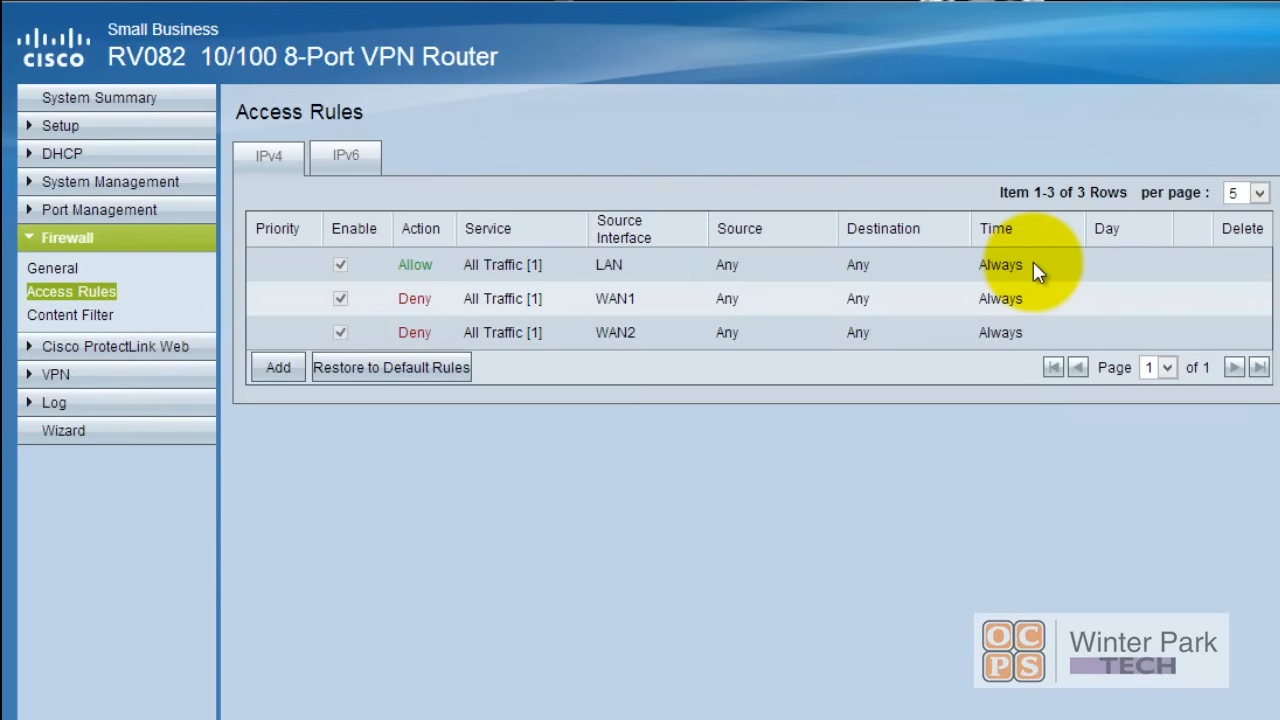 Small Business
CISCO RV082 10/100 8-Port VPN Router
System Summary
Setup
DHCP
System Management
Port Management
Firewall
General
Access Rules
Content Filter
Cisco ProtectLink Web
VPN
Log
Wizard
Access Rules
IPv4 IPv6
Item 1-3 of 3 Rows per page : 5
Priority Enable Action Service Source Interface Source Destination Time Day Delete
Allow All Traffic [1] LAN Any Any Always
Deny All Traffic [1] WAN1 Any Any Always
Deny All Traffic [1] WAN2 Any Any Always
Add Restore to Default Rules Page 1 of 1
OC
PS
Winter Park
TECH